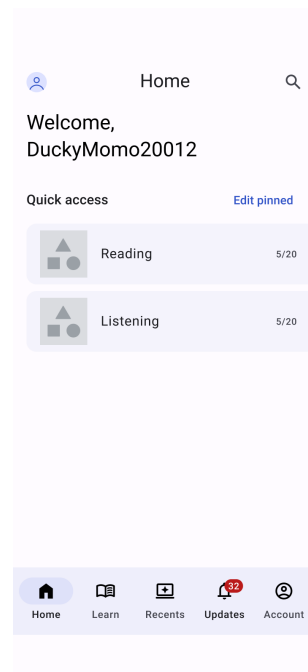 Home
Welcome,
DuckyMomo20012
Quick access
Edit pinned
Reading
5/20
Listening
5/20
32
Home
Learn
Recents
Updates
Account